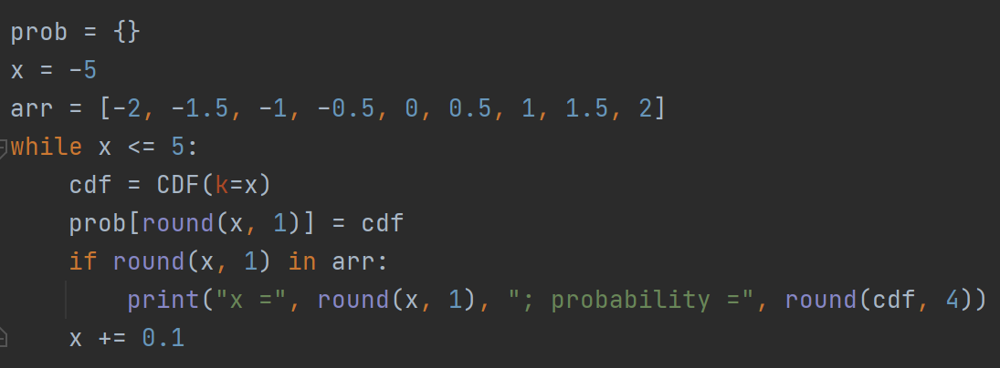 prob = {}
x = -5
arr = [-2, -1.5, -1, -0.5, 0, 0.5, 1, 1.5, 2]
while x <= 5:
    cdf = CDF(k=x)
    prob[round(x, 1)] = cdf
    if round(x, 1) in arr:
        print("x =", round(x, 1), "; probability =", round(cdf, 4))
    x += 0.1